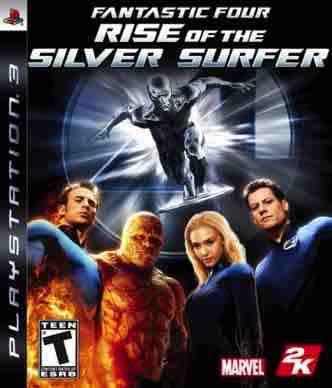 FANTASTIC FOUR
RISE OF THE
SILVER SURFER
PLAYSTATION 3
TEEN
T
ESRB
MARVEL
2K